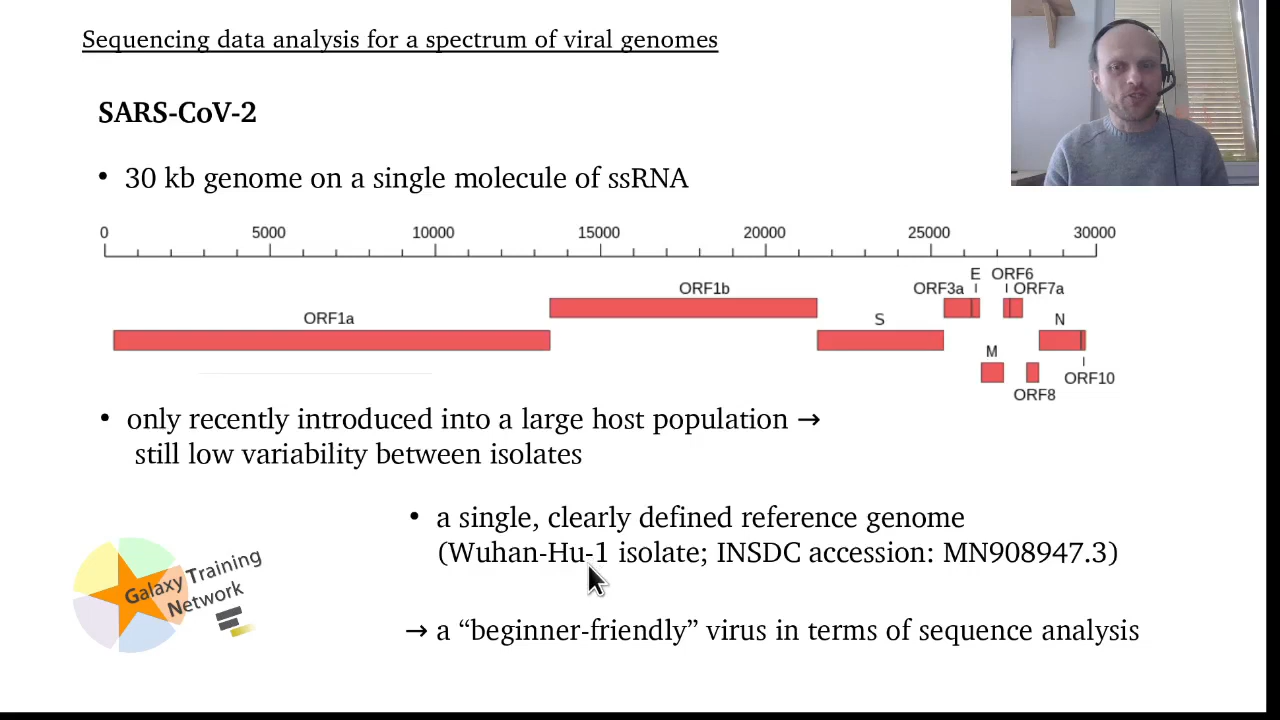 Sequencing data analysis for a spectrum of viral genomes
SARS-CoV-2
• 30 kb genome on a single molecule of ssRNA
0 5000 10000 15000 20000 25000 30000
E ORF6
ORF1b ORF3a ORF7a
ORF1a S N
M
ORF10
ORF8
• only recently introduced into a large host population →
still low variability between isolates
• a single, clearly defined reference genome
(Wuhan-Hu-1 isolate; INSDC accession: MN908947.3)
Galaxy Training
Network
→ a “beginner-friendly” virus in terms of sequence analysis